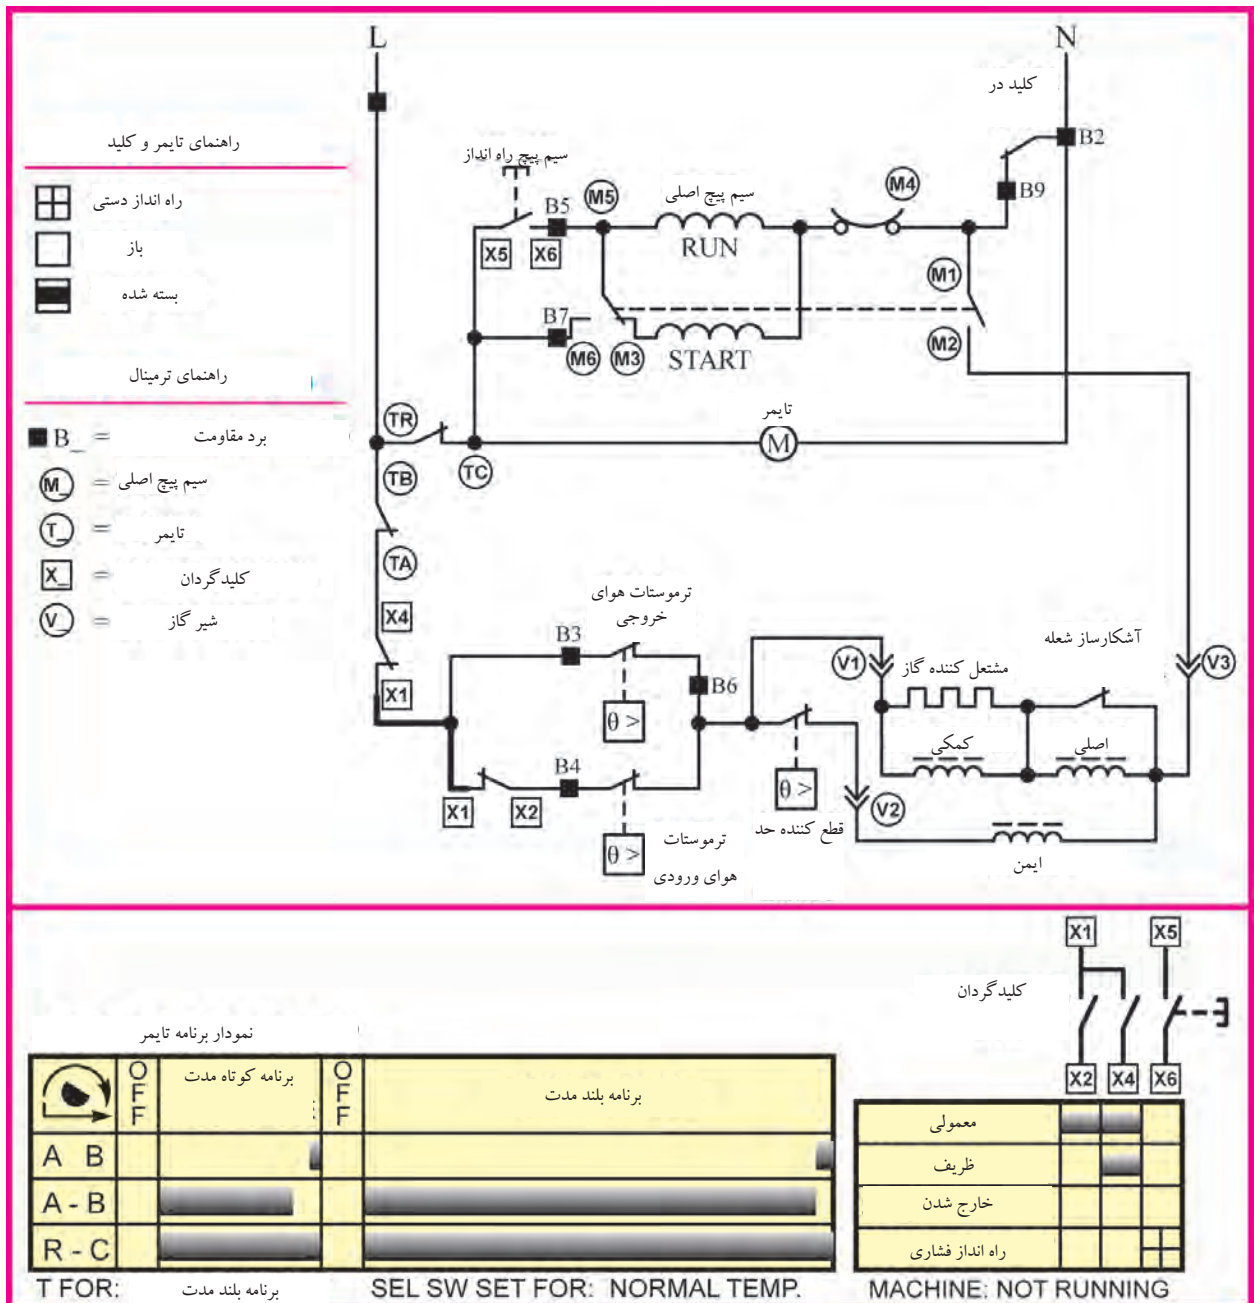 L
N
کلید در
B2
راهنمای تایمر و کلید
سیم پیچ راه انداز
M5
سیم پیچ اصلی
M4
B9
راه انداز دستی
B5
X5
X6
RUN
باز
M1
بسته شده
B7
M6
M3
START
M2
راهنمای ترمینال
تایمر
TR
M
B_ = برد مقاومت
TB
TC
M_ = سیم پیچ اصلی
T_ = تایمر
TA
X_ = کلیدگردان
V_ = شیر گاز
X4
ترموستات هوای
خروجی
B3
آشکارساز شعله
V1
مشتعل کننده گاز
V3
X1
B6
θ >
کمکی
اصلی
B4
X1
X2
θ >
V2
قطع کننده حد
θ >
ترموستات
هوای ورودی
ایمن
X1
X5
کلیدگردان
نمودار برنامه تایمر
X2
X4
X6
OFF
برنامه کوتاه مدت
OFF
برنامه بلند مدت
معمولی
A B
ظریف
A - B
خارج شدن
R - C
راه انداز فشاری
T FOR:
برنامه بلند مدت
SEL SW SET FOR: NORMAL TEMP.
MACHINE: NOT RUNNING